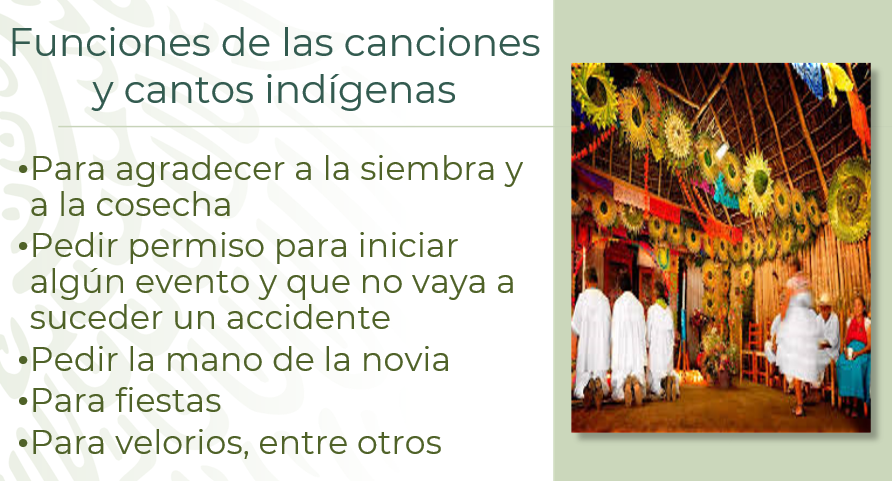 Funciones de las canciones
y cantos indígenas
•Para agradecer a la siembra y
a la cosecha
•Pedir permiso para iniciar
algún evento y que no vaya a
suceder un accidente
•Pedir la mano de la novia
•Para fiestas
•Para velorios, entre otros